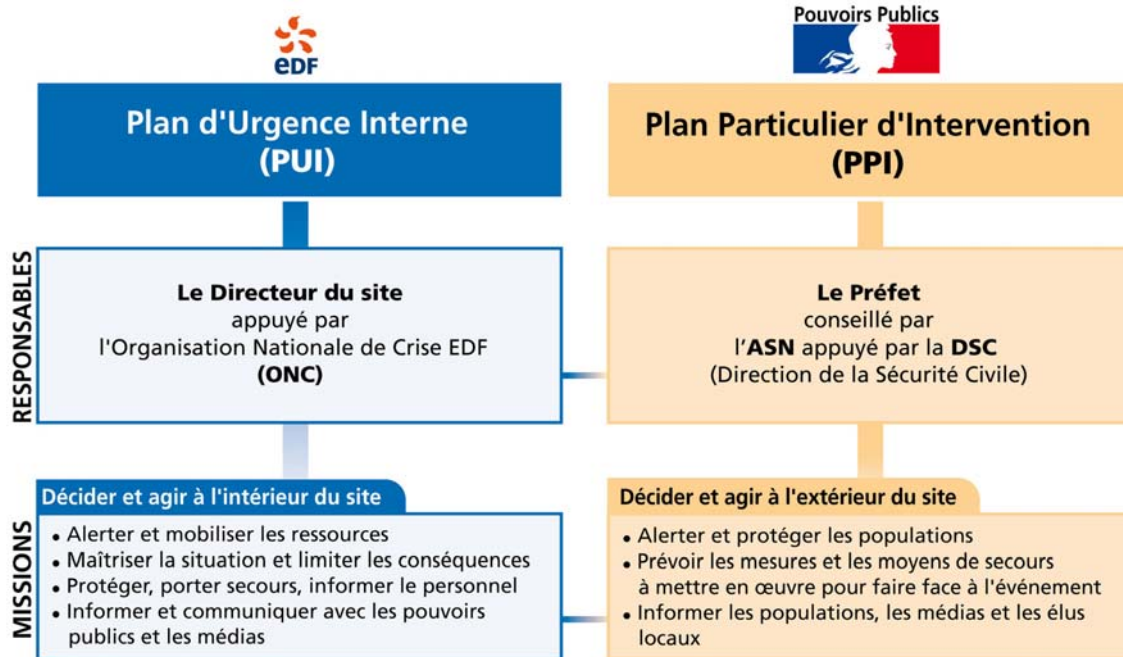 eDF
Plan d'Urgence Interne
(PUI)
Pouvoirs Publics
Plan Particulier d'Intervention
(PPI)
RESPONSABLES
Le Directeur du site
appuyé par
l'Organisation Nationale de Crise EDF
(ONC)
Le Préfet
conseillé par
l'ASN appuyé par la DSC
(Direction de la Sécurité Civile)
MISSIONS
Décider et agir à l'intérieur du site
• Alerter et mobiliser les ressources
• Maîtriser la situation et limiter les conséquences
• Protéger, porter secours, informer le personnel
• Informer et communiquer avec les pouvoirs
publics et les médias
Décider et agir à l'extérieur du site
• Alerter et protéger les populations
• Prévoir les mesures et les moyens de secours
à mettre en œuvre pour faire face à l'événement
• Informer les populations, les médias et les élus
locaux